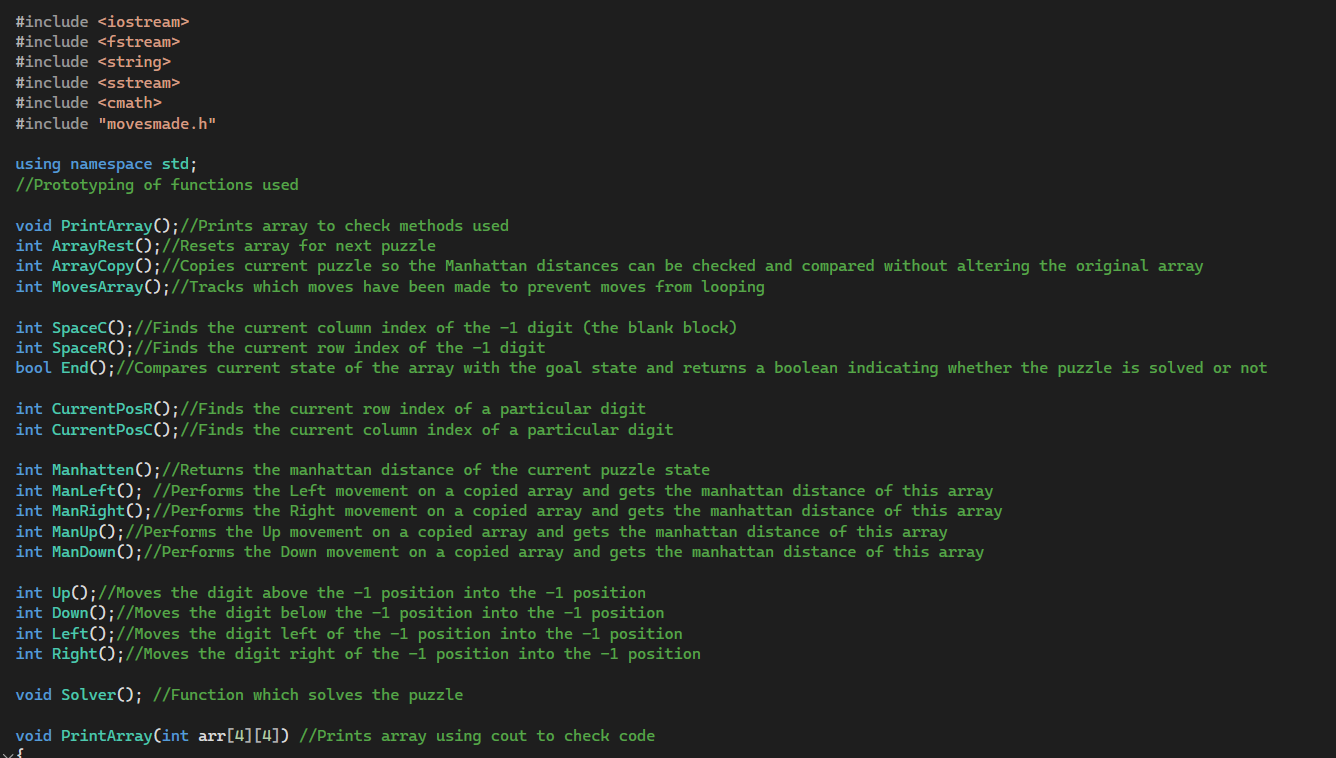 #include <iostream>
#include <fstream>
#include <string>
#include <sstream>
#include <cmath>
#include "movesmade.h"
using namespace std;
//Prototyping of functions used
void PrintArray();//Prints array to check methods used
int ArrayRest();//Resets array for next puzzle
int ArrayCopy();//Copies current puzzle so the Manhattan distances can be checked and compared without altering the original array
int MovesArray();//Tracks which moves have been made to prevent moves from looping
int SpaceC();//Finds the current column index of the -1 digit (the blank block)
int SpaceR();//Finds the current row index of the -1 digit
bool End();//Compares current state of the array with the goal state and returns a boolean indicating whether the puzzle is solved or not
int CurrentPosR();//Finds the current row index of a particular digit
int CurrentPosC();//Finds the current column index of a particular digit
int Manhatten();//Returns the manhattan distance of the current puzzle state
int ManLeft(); //Performs the Left movement on a copied array and gets the manhattan distance of this array
int ManRight();//Performs the Right movement on a copied array and gets the manhattan distance of this array
int ManUp();//Performs the Up movement on a copied array and gets the manhattan distance of this array
int ManDown();//Performs the Down movement on a copied array and gets the manhattan distance of this array
int Up();//Moves the digit above the -1 position into the -1 position
int Down();//Moves the digit below the -1 position into the -1 position
int Left();//Moves the digit left of the -1 position into the -1 position
int Right();//Moves the digit right of the -1 position into the -1 position
void Solver(); //Function which solves the puzzle
void PrintArray(int arr[4][4]) //Prints array using cout to check code
{